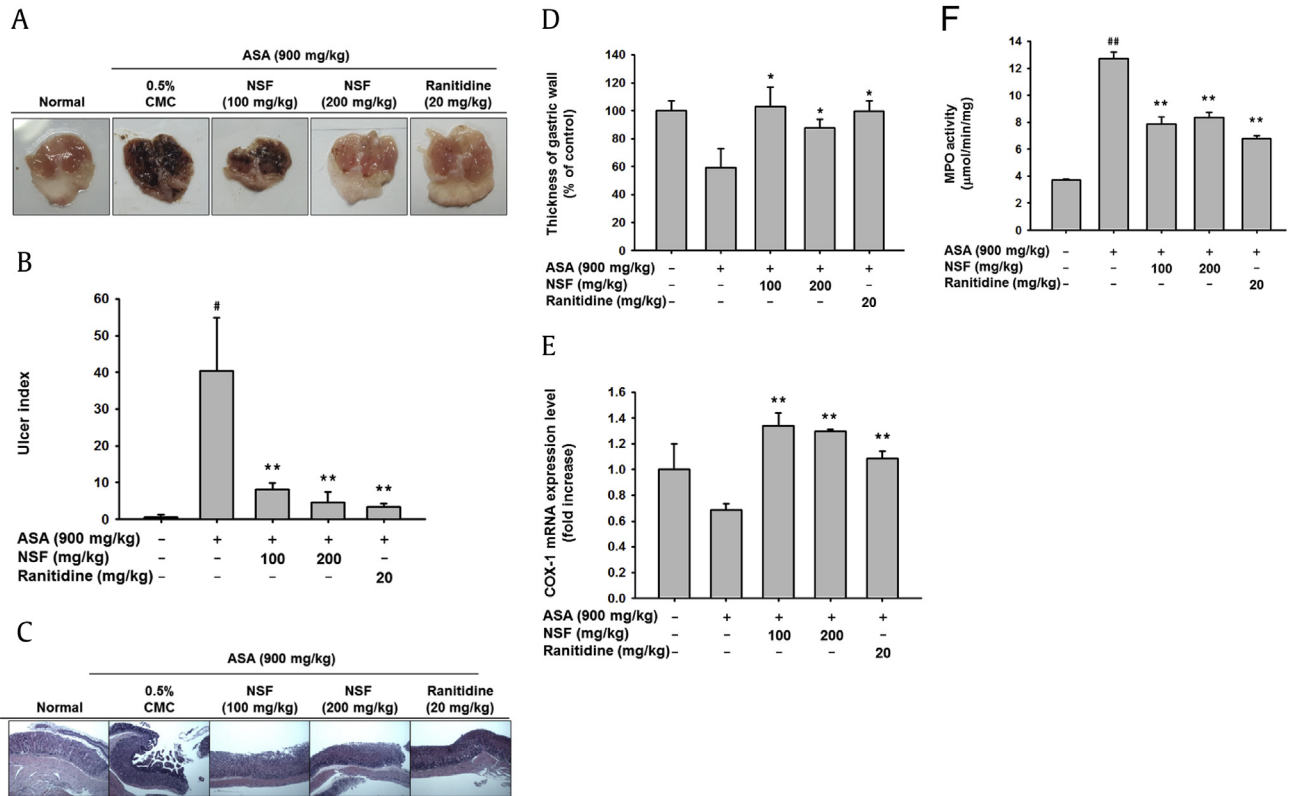 A
ASA (900 mg/kg)
Normal
0.5% CMC
NSF (100 mg/kg)
NSF (200 mg/kg)
Ranitidine (20 mg/kg)
B
Ulcer index
60
50
40
30
20
10
0
#
**
**
**
ASA (900 mg/kg) – + + + +
NSF (mg/kg) – – 100 200 –
Ranitidine (mg/kg) – – – – 20
C
ASA (900 mg/kg)
Normal
0.5% CMC
NSF (100 mg/kg)
NSF (200 mg/kg)
Ranitidine (20 mg/kg)
D
Thickness of gastric wall
(% of control)
140
120
100
80
60
40
20
0
*
*
*
ASA (900 mg/kg) – + + + +
NSF (mg/kg) – – 100 200 –
Ranitidine (mg/kg) – – – – 20
E
COX-1 mRNA expression level
(fold increase)
1.6
1.4
1.2
1.0
0.8
0.6
0.4
0.2
0.0
**
**
**
ASA (900 mg/kg) – + + + +
NSF (mg/kg) – – 100 200 –
Ranitidine (mg/kg) – – – – 20
F
MPO activity
(μmol/min/mg)
14
12
10
8
6
4
2
0
##
**
**
**
ASA (900 mg/kg) – + + + +
NSF (mg/kg) – – 100 200 –
Ranitidine (mg/kg) – – – – 20